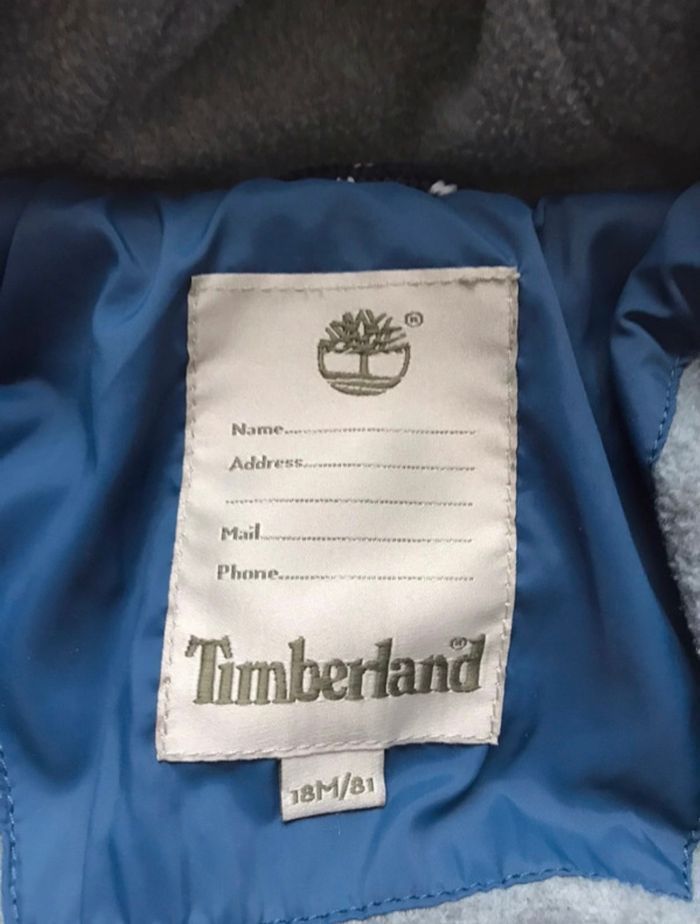 ®
Name
Address
Mail
Phone
Timberland®
18M/81